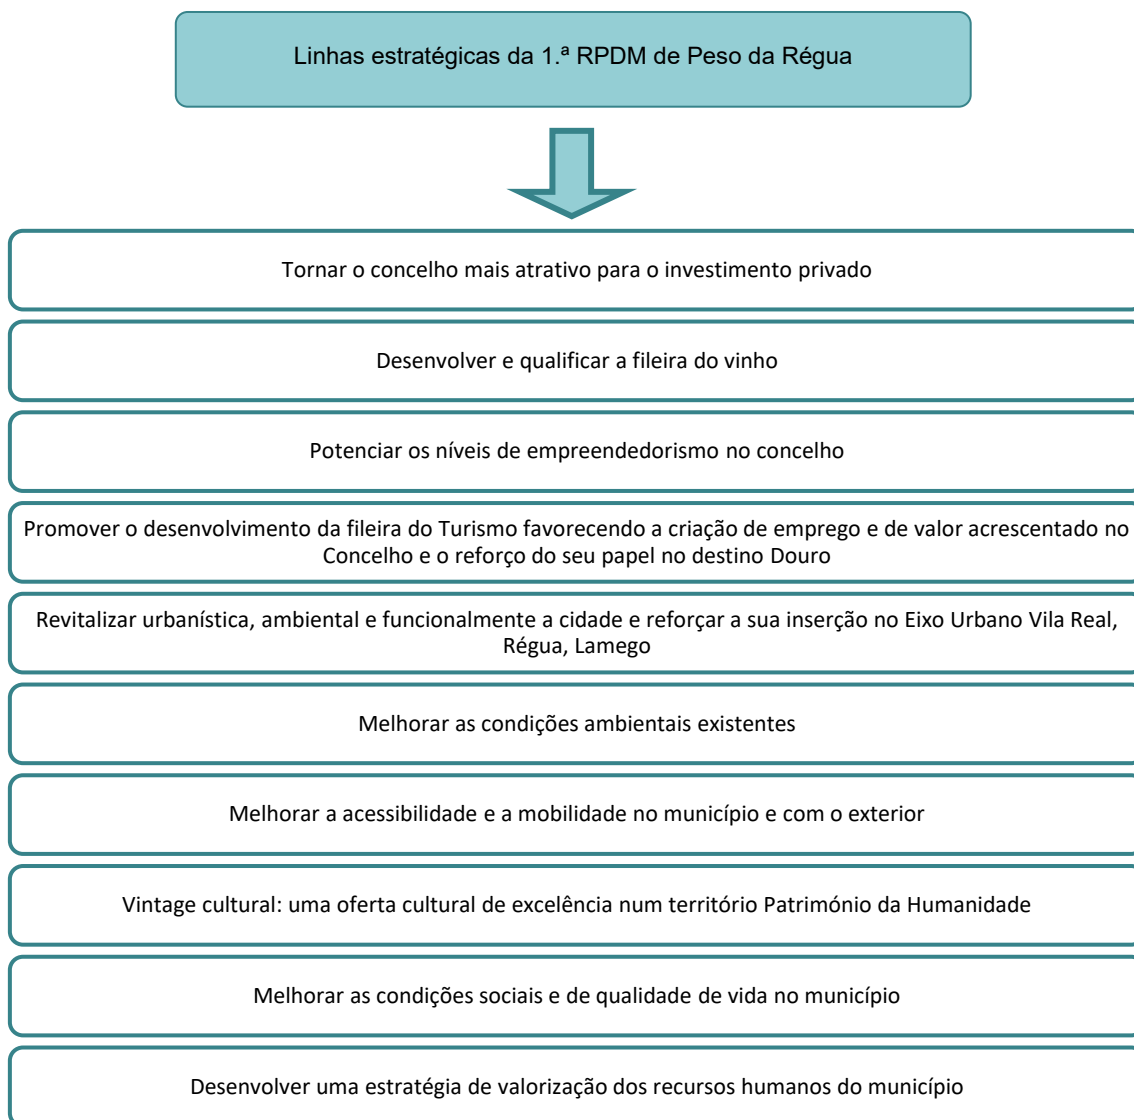 Linhas estratégicas da 1.ª RPDM de Peso da Régua
Tornar o concelho mais atrativo para o investimento privado
Desenvolver e qualificar a fileira do vinho
Potenciar os níveis de empreendedorismo no concelho
Promover o desenvolvimento da fileira do Turismo favorecendo a criação de emprego e de valor acrescentado no
Concelho e o reforço do seu papel no destino Douro
Revitalizar urbanística, ambiental e funcionalmente a cidade e reforçar a sua inserção no Eixo Urbano Vila Real,
Régua, Lamego
Melhorar as condições ambientais existentes
Melhorar a acessibilidade e a mobilidade no município e com o exterior
Vintage cultural: uma oferta cultural de excelência num território Património da Humanidade
Melhorar as condições sociais e de qualidade de vida no município
Desenvolver uma estratégia de valorização dos recursos humanos do município